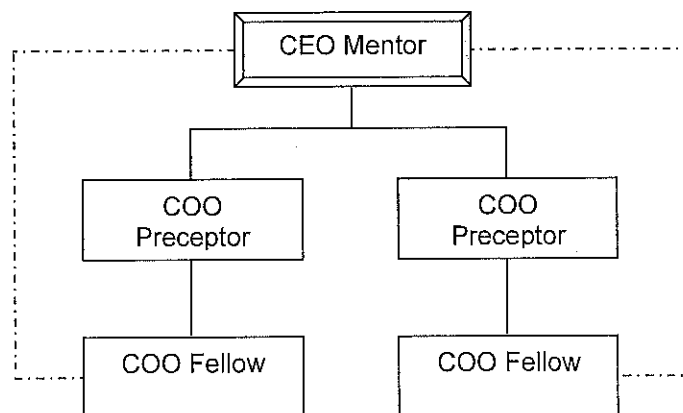 CEO Mentor
COO
Preceptor
COO
Preceptor
COO Fellow
COO Fellow